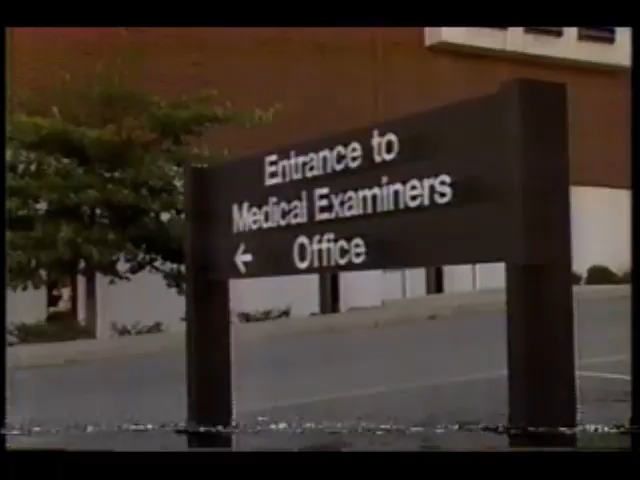 Entrance to
Medical Examiners
← Office